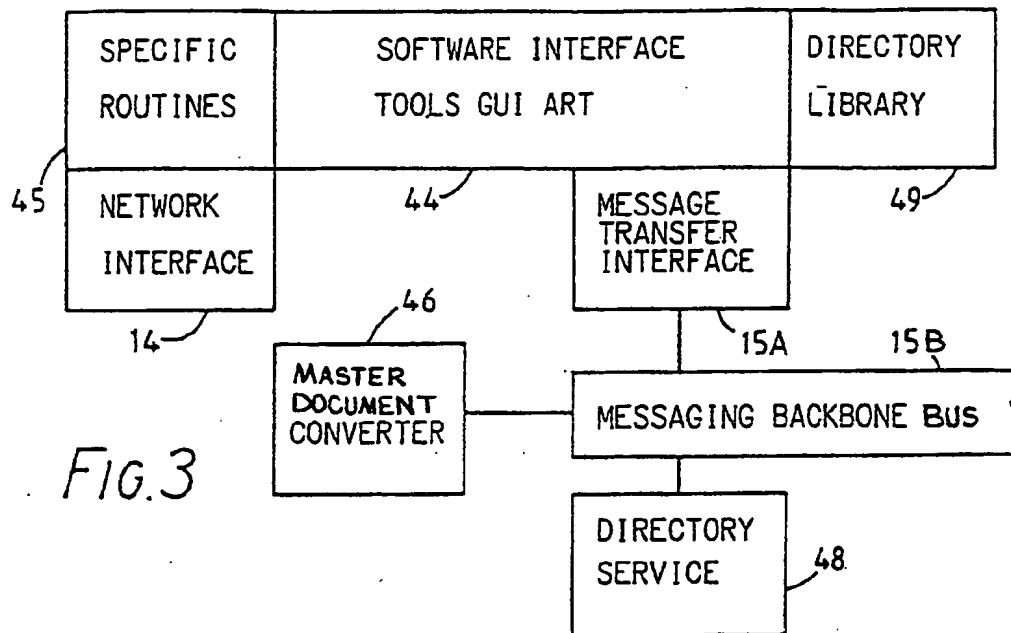 SPECIFIC
ROUTINES
SOFTWARE INTERFACE
TOOLS GUI ART
DIRECTORY
LIBRARY
45
44
49
NETWORK
INTERFACE
MESSAGE
TRANSFER
INTERFACE
14
46
15A
15B
MASTER
DOCUMENT
CONVERTER
MESSAGING BACKBONE BUS
FIG.3
DIRECTORY
SERVICE
48